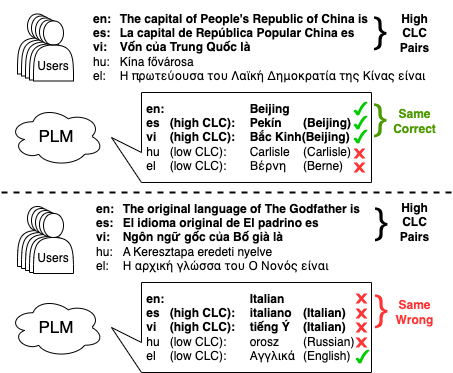 en: The capital of People's Republic of China is
es: La capital de República Popular China es
vi: Vốn của Trung Quốc là
hu: Kína fővárosa
el: Η πρωτεύουσα του Λαϊκή Δημοκρατία της Κίνας είναι
High
CLC
Pairs
Users
PLM
en: Beijing
es (high CLC): Pekín (Beijing)
vi (high CLC): Bắc Kinh(Beijing)
hu (low CLC): Carlisle (Carlisle)
el (low CLC): Βέρνη (Berne)
Same
Correct
en: The original language of The Godfather is
es: El idioma original de El padrino es
vi: Ngôn ngữ gốc của Bố già là
hu: A Keresztapa eredeti nyelve
el: Η αρχική γλώσσα του Ο Νονός είναι
High
CLC
Pairs
Users
PLM
en: Italian
es (high CLC): italiano (Italian)
vi (high CLC): tiếng Ý (Italian)
hu (low CLC): orosz (Russian)
el (low CLC): Αγγλικά (English)
Same
Wrong